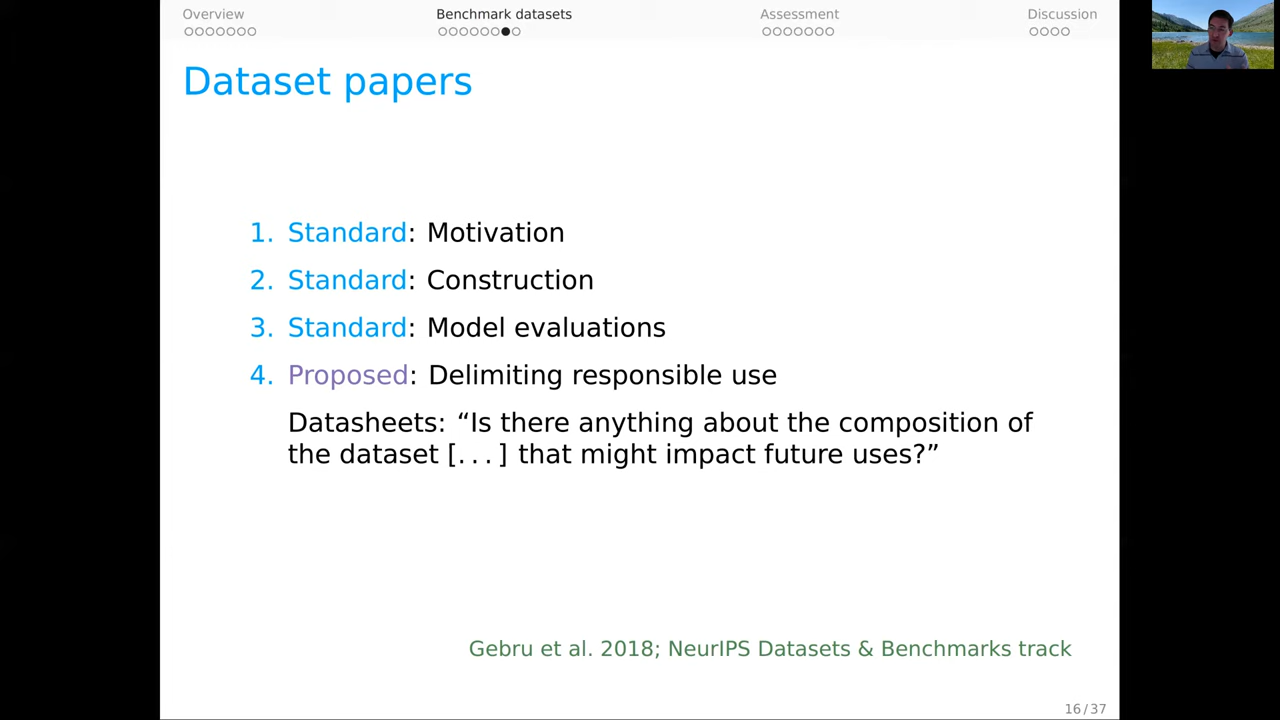 Overview Benchmark datasets Assessment Discussion
Dataset papers
1. Standard: Motivation
2. Standard: Construction
3. Standard: Model evaluations
4. Proposed: Delimiting responsible use
Datasheets: “Is there anything about the composition of
the dataset [. . . ] that might impact future uses?”
Gebru et al. 2018; NeurIPS Datasets & Benchmarks track
16 / 37